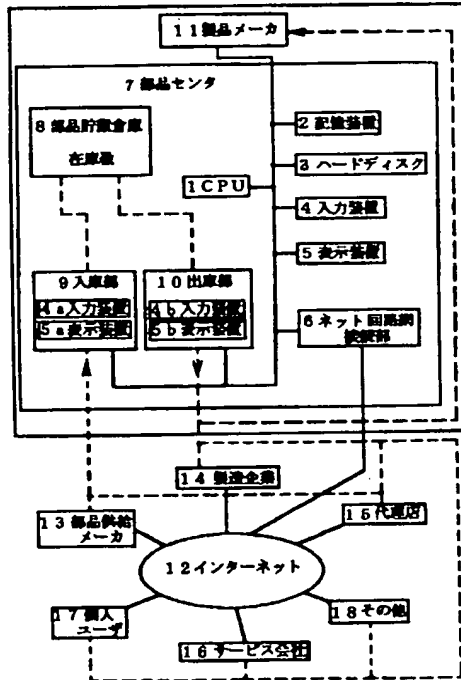 11製品メーカ
7部品センタ
8部品貯蔵倉庫
在庫数
2記憶装置
3ハードディスク
1CPU
4入力装置
5表示装置
9入庫部
4a入力装置
5a表示装置
10出庫部
4b入力装置
5b表示装置
6ネット回路網
接続部
14製造企業
13部品供給
メーカ
15代理店
12インターネット
17個人
ユーザ
18その他
16サービス会社